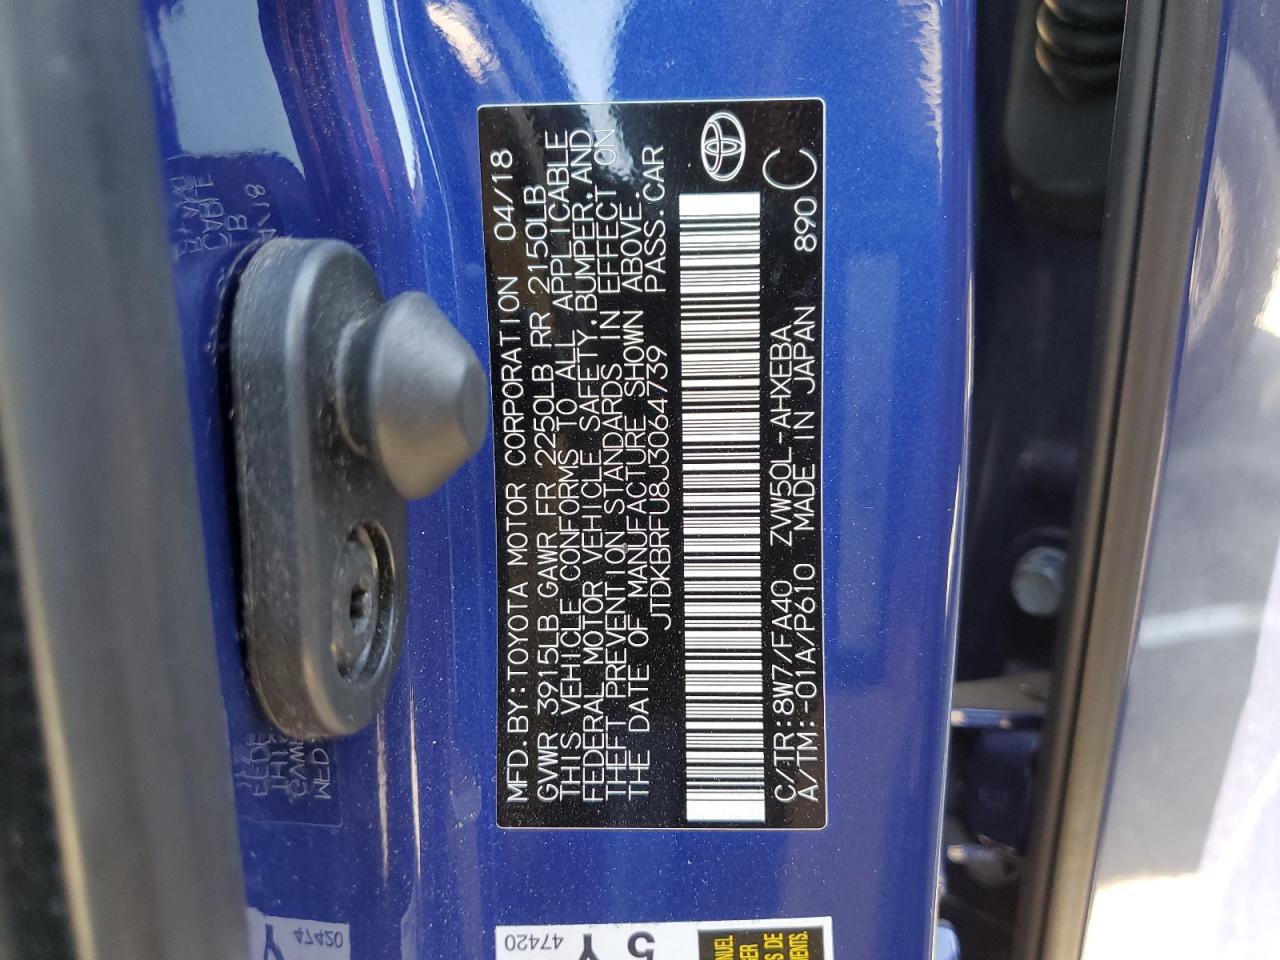 MFD. BY: TOYOTA MOTOR CORPORATION 04/18
GVWR 3915LB GAWR FR 2250LB RR 2150LB
THIS VEHICLE CONFORMS TO ALL APPLICABLE
FEDERAL MOTOR VEHICLE SAFETY, BUMPER, AND
THEFT PREVENTION STANDARDS IN EFFECT ON
THE DATE OF MANUFACTURE SHOWN ABOVE.
JTDKBRFU8J3064739 PASS. CAR
C/TR: 8W7/FA40 ZVW50L-AHXEBA 890 C
A/TM: -01A/P610 MADE IN JAPAN
47420
5Y
47420